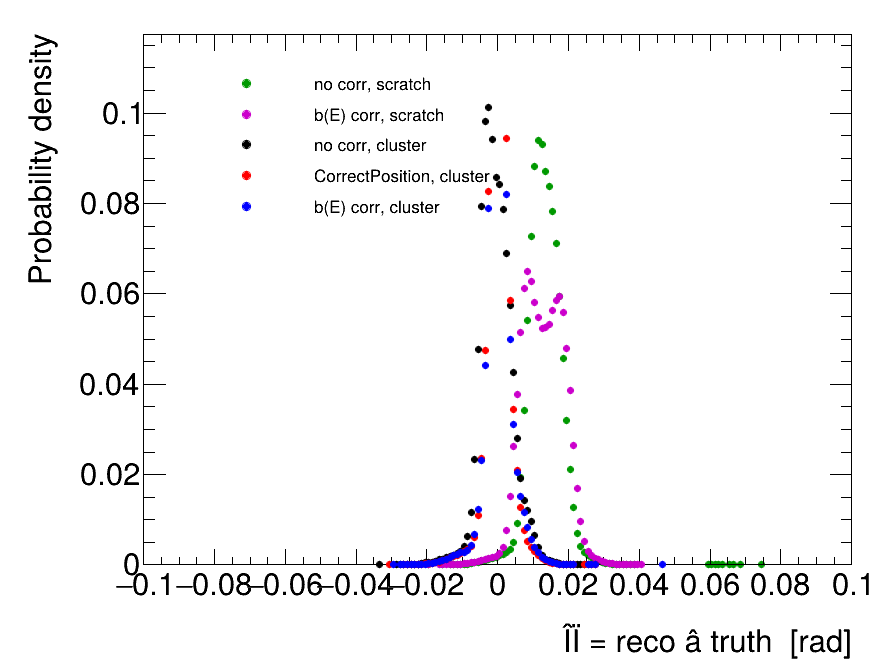 Probability density
no corr, scratch
b(E) corr, scratch
no corr, cluster
CorrectPosition, cluster
b(E) corr, cluster
0.1
0.08
0.06
0.04
0.02
0
−0.1 −0.08 −0.06 −0.04 −0.02 0 0.02 0.04 0.06 0.08 0.1
ÎÏ = reco â truth [rad]